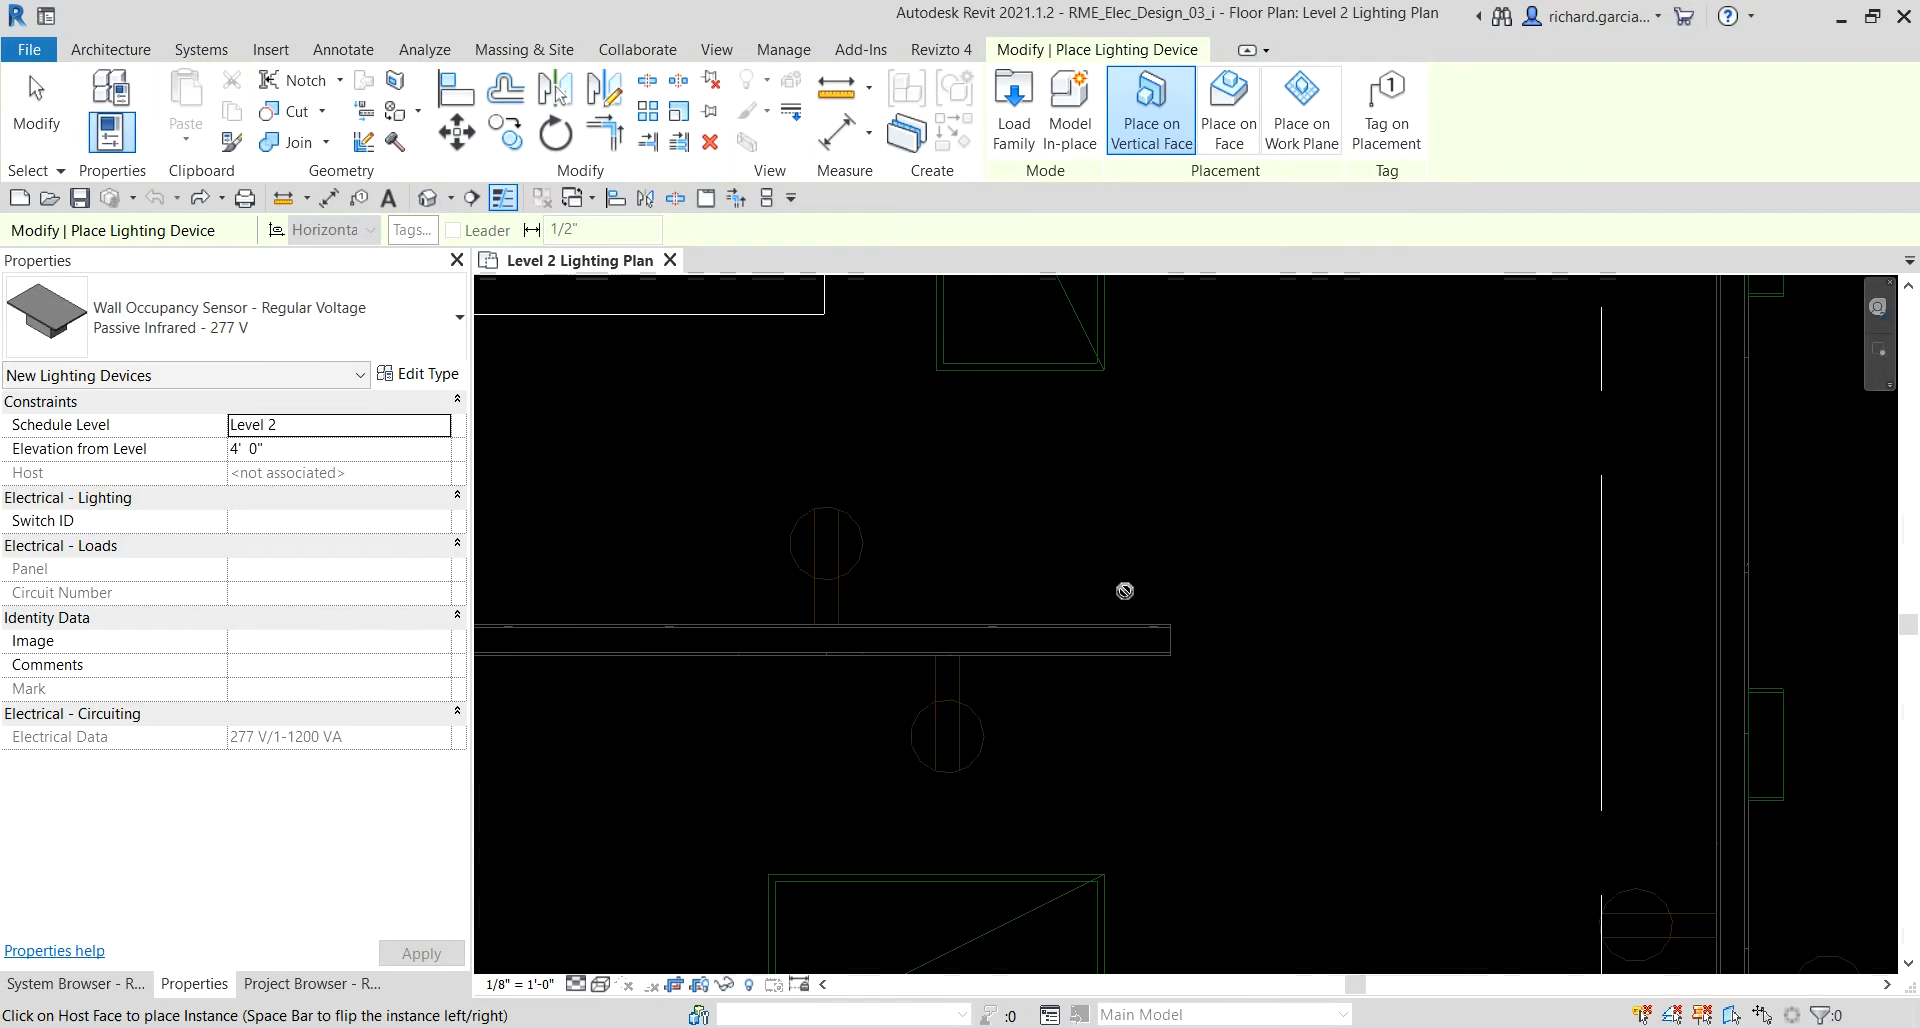 Autodesk Revit 2021.1.2 - RME_Elec_Design_03_i - Floor Plan: Level 2 Lighting Plan
richard.garcia...
File Architecture Systems Insert Annotate Analyze Massing & Site Collaborate View Manage Add-Ins Revizto 4 Modify | Place Lighting Device
Modify
Paste
Notch
Cut
Join
Load Family
Model In-place
Place on Vertical Face
Place on Face
Place on Work Plane
Tag on Placement
Select Properties Clipboard Geometry Modify View Measure Create Mode Placement Tag
Modify | Place Lighting Device Horizonta Tags... Leader 1/2"
Properties
Level 2 Lighting Plan
Wall Occupancy Sensor - Regular Voltage
Passive Infrared - 277 V
New Lighting Devices Edit Type
Constraints
Schedule Level Level 2
Elevation from Level 4' 0"
Host <not associated>
Electrical - Lighting
Switch ID
Electrical - Loads
Panel
Circuit Number
Identity Data
Image
Comments
Mark
Electrical - Circuiting
Electrical Data 277 V/1-1200 VA
Properties help Apply
System Browser - R... Properties Project Browser - R...
1/8" = 1'-0"
Click on Host Face to place Instance (Space Bar to flip the instance left/right)
:0
Main Model
:0